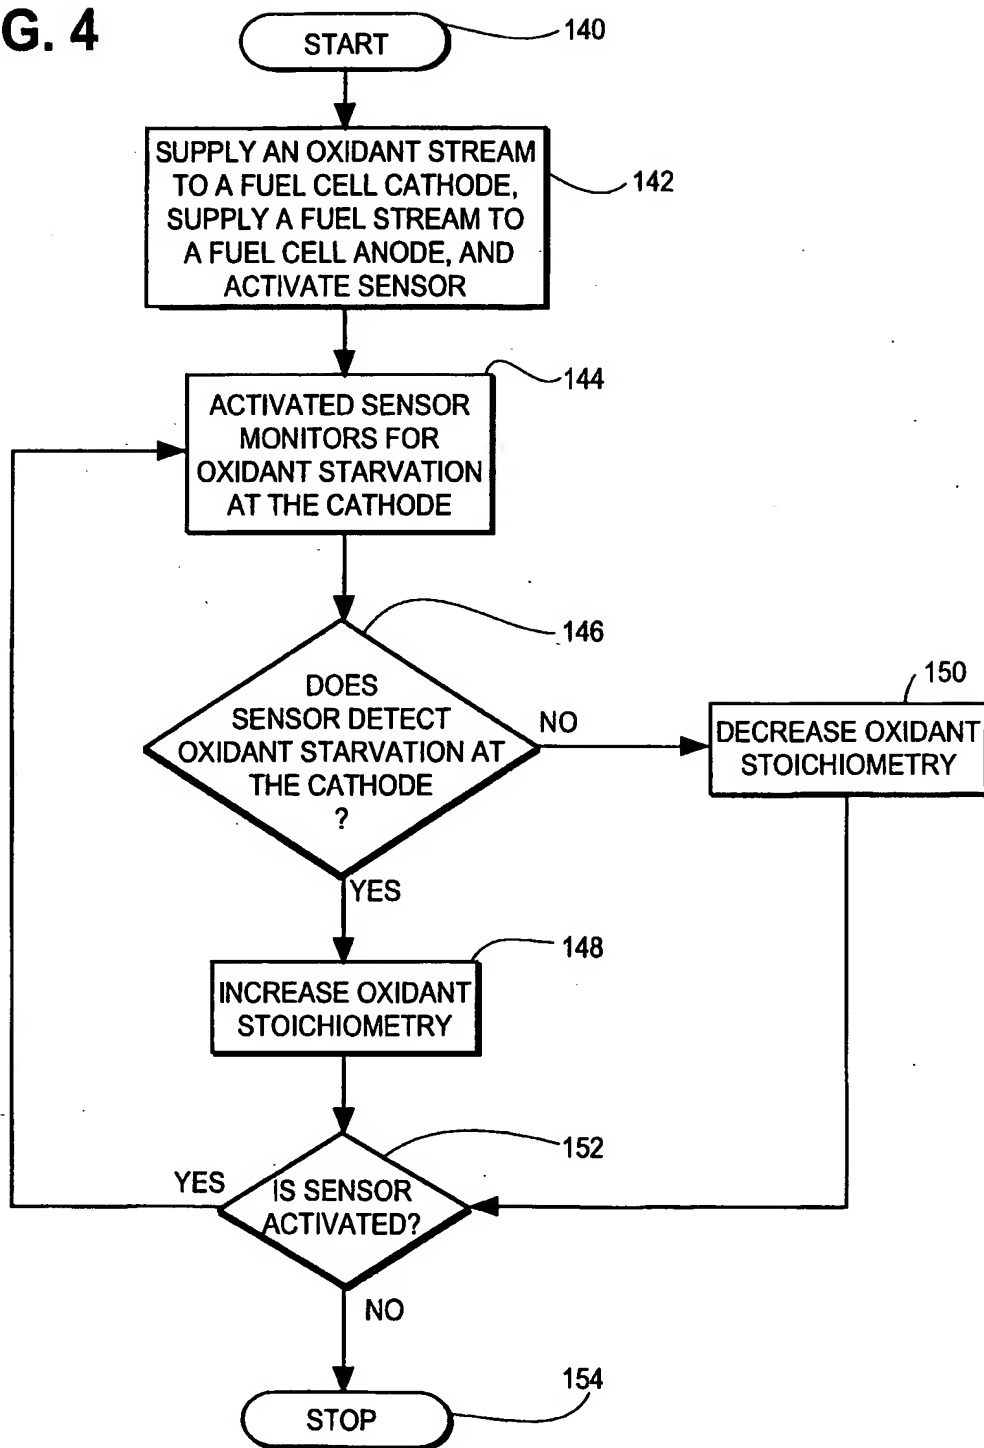 G. 4
START
140
SUPPLY AN OXIDANT STREAM
TO A FUEL CELL CATHODE,
SUPPLY A FUEL STREAM TO
A FUEL CELL ANODE, AND
ACTIVATE SENSOR
142
144
ACTIVATED SENSOR
MONITORS FOR
OXIDANT STARVATION
AT THE CATHODE
146
DOES
SENSOR DETECT
OXIDANT STARVATION AT
THE CATHODE
?
NO
150
DECREASE OXIDANT
STOICHIOMETRY
YES
148
INCREASE OXIDANT
STOICHIOMETRY
152
YES
IS SENSOR
ACTIVATED?
NO
154
STOP